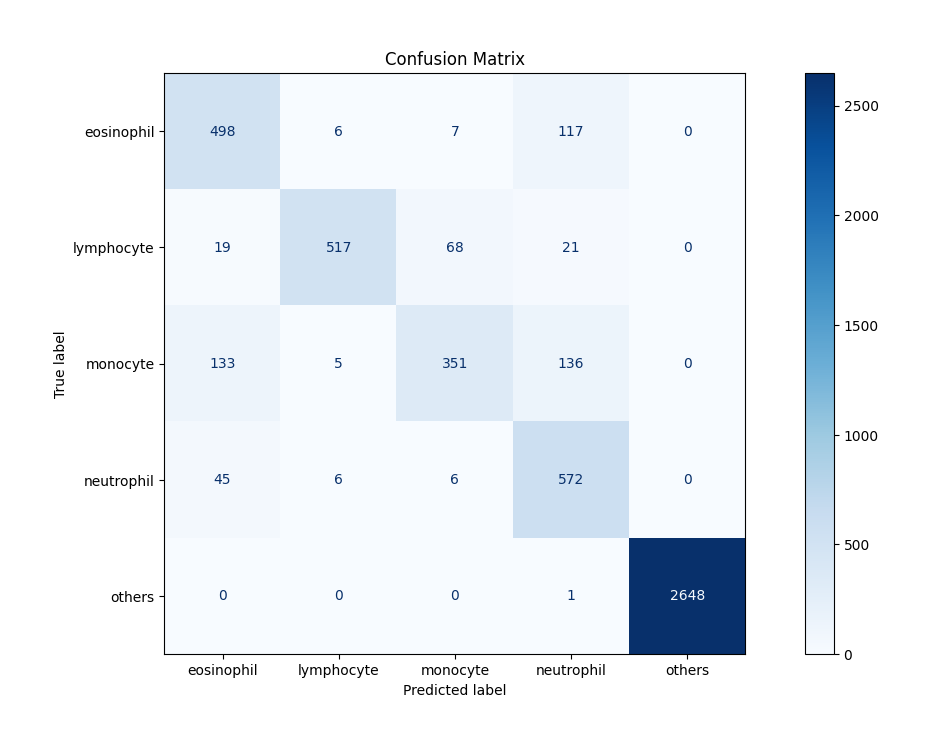 Confusion Matrix
eosinophil 498 6 7 117 0
lymphocyte 19 517 68 21 0
monocyte 133 5 351 136 0
neutrophil 45 6 6 572 0
others 0 0 0 1 2648
eosinophil lymphocyte monocyte neutrophil others
Predicted label
True label
2500
2000
1500
1000
500
0